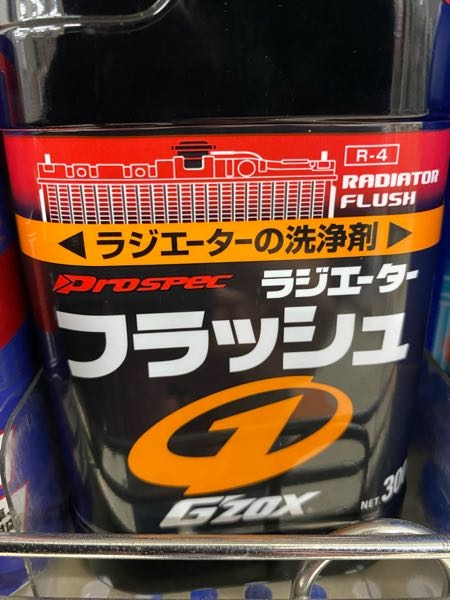 R-4
RADIATOR
FLUSH
ラジエーターの洗浄剤
Prospec
ラジエーター
フラッシュ
G'ZOX
NET. 300